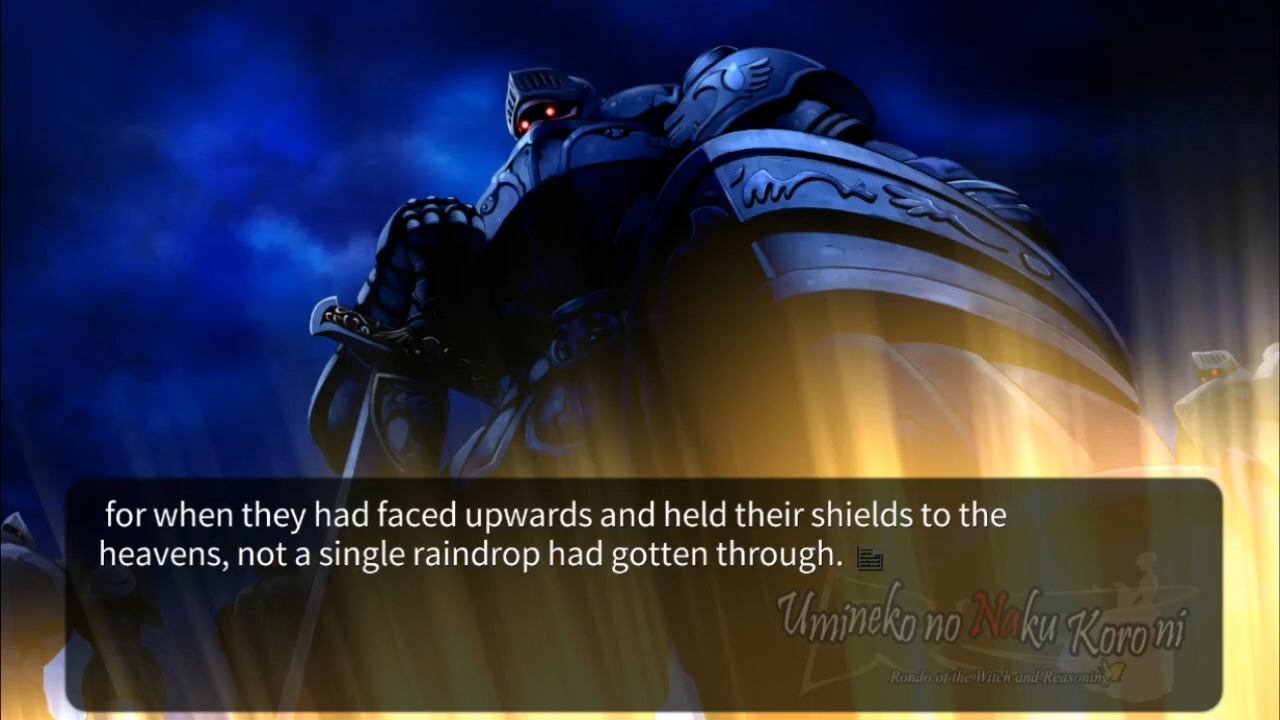 for when they had faced upwards and held their shields to the
heavens, not a single raindrop had gotten through.
Umineko no Naku Koro ni
Rondo of the Witch and Reasoning